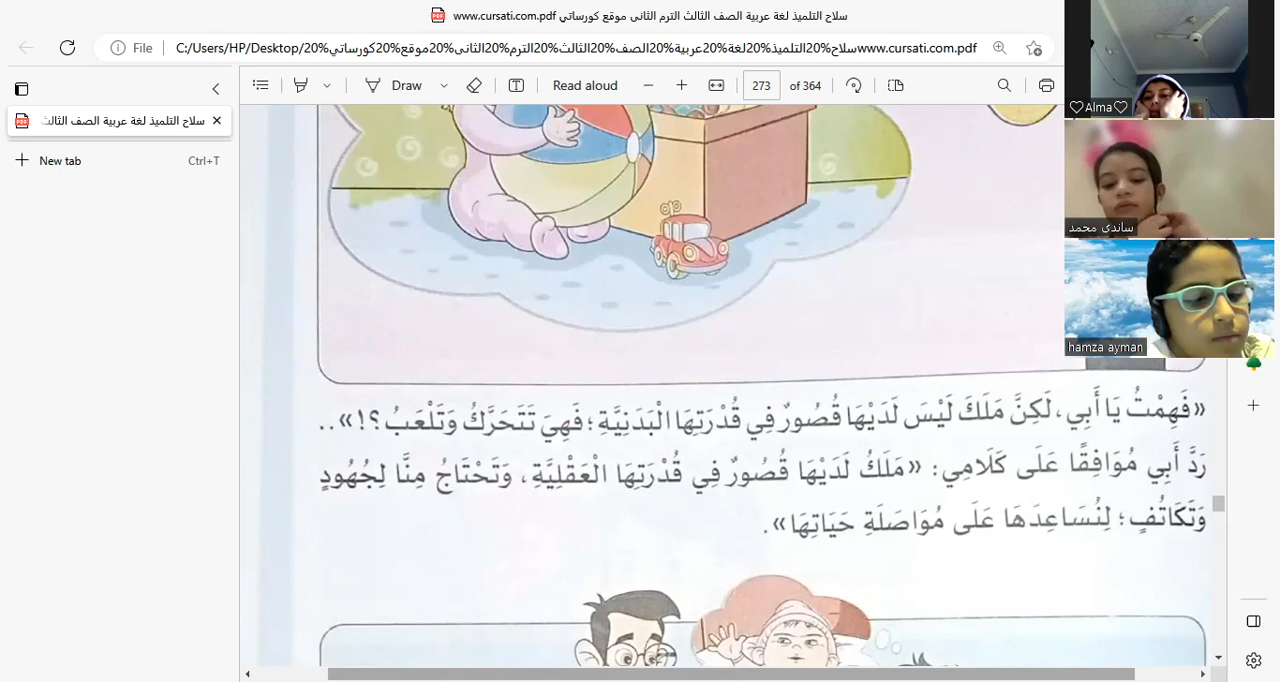 سلاح التلميذ لغة عربية الصف الثالث الترم الثانى موقع كورساتي www.cursati.com.pdf
File
C:/Users/HP/Desktop/20%سلاح%20التلميذ%20لغة%20عربية%20الصف%20الثالث%20الترم%20الثانى%20موقع%20كورساتيwww.cursati.com.pdf
Draw
Read aloud
273
of 364
سلاح التلميذ لغة عربية الصف الثالث
New tab
Ctrl+T
♡Alma♡
ساندى محمد
hamza ayman
«فَهِمْتُ يَا أَبِي، لَكِنَّ مَلَكَ لَيْسَ لَدَيْهَا قُصُورٌ فِي قُدْرَتِهَا الْبَدَنِيَّةِ؛ فَهِيَ تَتَحَرَّكُ وَتَلْعَبُ؟!»..
رَدَّ أَبِي مُوَافِقًا عَلَى كَلَامِي: «مَلَكُ لَدَيْهَا قُصُورٌ فِي قُدْرَتِهَا الْعَقْلِيَّةِ، وَتَحْتَاجُ مِنَّا لِجُهُودٍ
وَتَكَاتُفٍ؛ لِنُسَاعِدَهَا عَلَى مُوَاصَلَةِ حَيَاتِهَا».